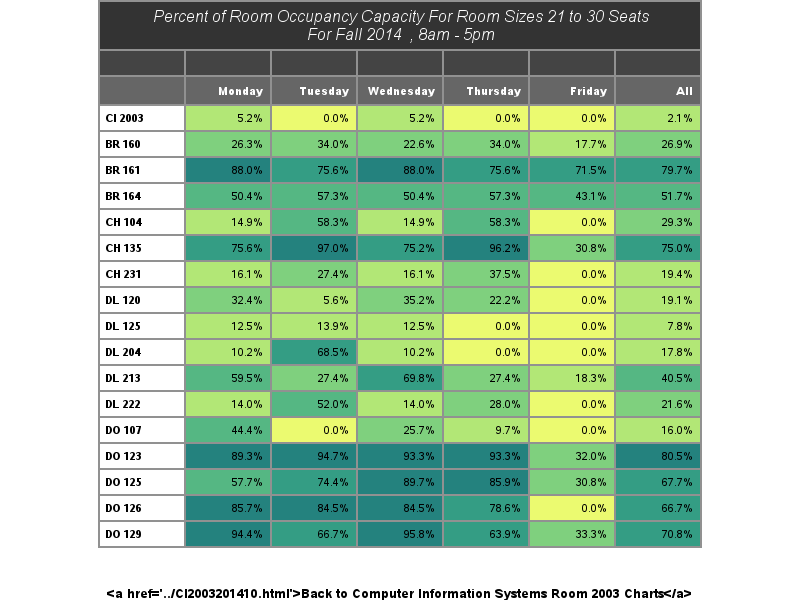 Percent of Room Occupancy Capacity For Room Sizes 21 to 30 Seats
For Fall 2014 , 8am - 5pm
Monday Tuesday Wednesday Thursday Friday All
CI 2003 5.2% 0.0% 5.2% 0.0% 0.0% 2.1%
BR 160 26.3% 34.0% 22.6% 34.0% 17.7% 26.9%
BR 161 88.0% 75.6% 88.0% 75.6% 71.5% 79.7%
BR 164 50.4% 57.3% 50.4% 57.3% 43.1% 51.7%
CH 104 14.9% 58.3% 14.9% 58.3% 0.0% 29.3%
CH 135 75.6% 97.0% 75.2% 96.2% 30.8% 75.0%
CH 231 16.1% 27.4% 16.1% 37.5% 0.0% 19.4%
DL 120 32.4% 5.6% 35.2% 22.2% 0.0% 19.1%
DL 125 12.5% 13.9% 12.5% 0.0% 0.0% 7.8%
DL 204 10.2% 68.5% 10.2% 0.0% 0.0% 17.8%
DL 213 59.5% 27.4% 69.8% 27.4% 18.3% 40.5%
DL 222 14.0% 52.0% 14.0% 28.0% 0.0% 21.6%
DO 107 44.4% 0.0% 25.7% 9.7% 0.0% 16.0%
DO 123 89.3% 94.7% 93.3% 93.3% 32.0% 80.5%
DO 125 57.7% 74.4% 89.7% 85.9% 30.8% 67.7%
DO 126 85.7% 84.5% 84.5% 78.6% 0.0% 66.7%
DO 129 94.4% 66.7% 95.8% 63.9% 33.3% 70.8%
<a href='../CI2003201410.html'>Back to Computer Information Systems Room 2003 Charts</a>